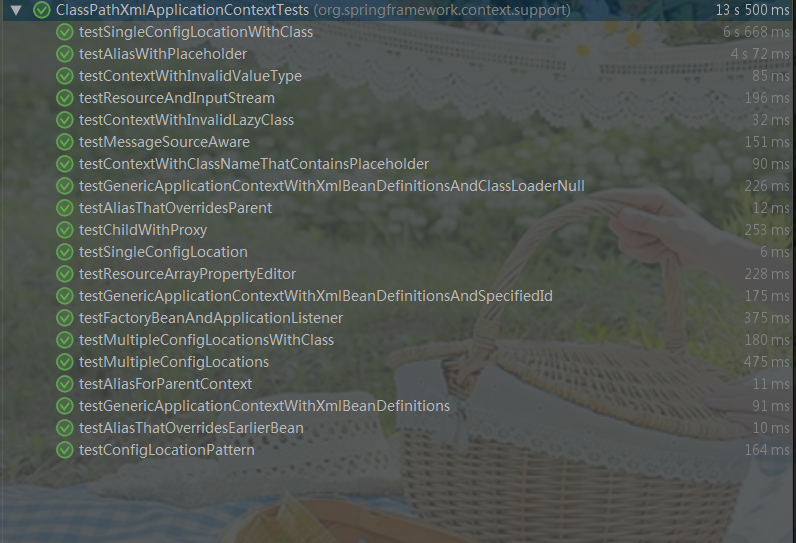 ClassPathXmlApplicationContextTests (org.springframework.context.support) 13 s 500 ms
testSingleConfigLocationWithClass 6 s 668 ms
testAliasWithPlaceholder 4 s 72 ms
testContextWithInvalidValueType 85 ms
testResourceAndInputStream 196 ms
testContextWithInvalidLazyClass 32 ms
testMessageSourceAware 151 ms
testContextWithClassNameThatContainsPlaceholder 90 ms
testGenericApplicationContextWithXmlBeanDefinitionsAndClassLoaderNull 226 ms
testAliasThatOverridesParent 12 ms
testChildWithProxy 253 ms
testSingleConfigLocation 6 ms
testResourceArrayPropertyEditor 228 ms
testGenericApplicationContextWithXmlBeanDefinitionsAndSpecifiedId 175 ms
testFactoryBeanAndApplicationListener 375 ms
testMultipleConfigLocationsWithClass 180 ms
testMultipleConfigLocations 475 ms
testAliasForParentContext 11 ms
testGenericApplicationContextWithXmlBeanDefinitions 91 ms
testAliasThatOverridesEarlierBean 10 ms
testConfigLocationPattern 164 ms